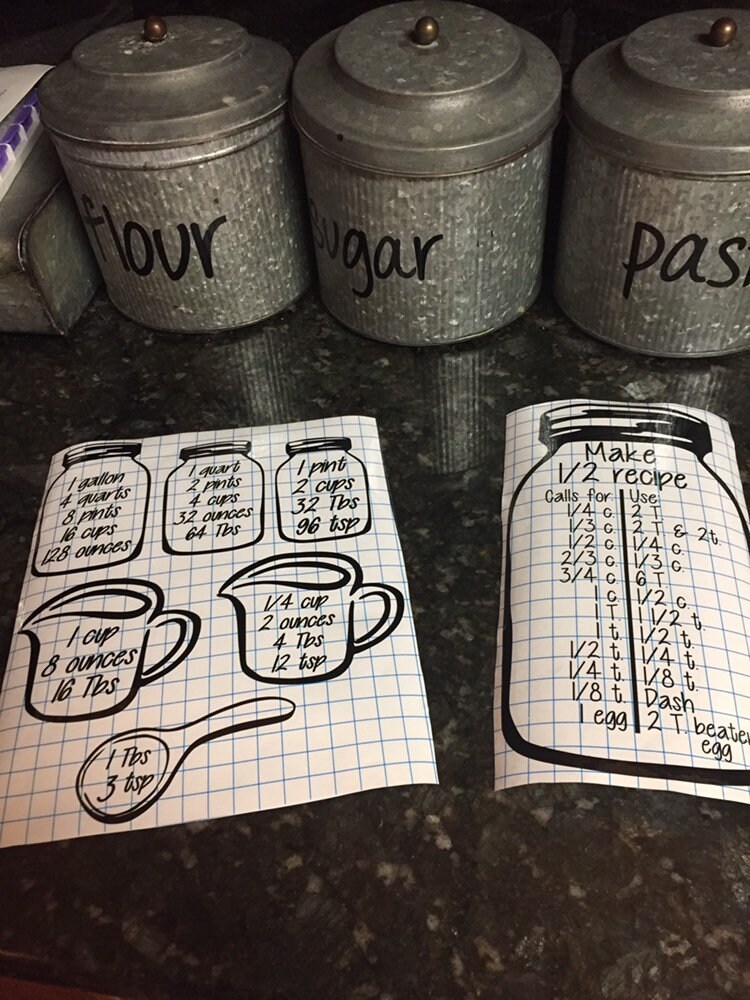 flour
sugar
pas
1 gallon
4 quarts
8 pints
16 cups
128 ounces
1 quart
2 pints
4 cups
32 ounces
64 Tbs
1 pint
2 cups
32 Tbs
96 tsp
1 cup
8 ounces
16 Tbs
1/4 cup
2 ounces
4 Tbs
12 tsp
1 Tbs
3 tsp
Make
1/2 recipe
Calls for Use
1/4 c. 2 T.
1/3 c. 2 T & 2t.
1/2 c. 1/4 c.
2/3 c. 1/3 c.
3/4 c. 6 T.
1 c. 1/2 c.
1 T. 1 1/2 t.
1 t. 1/2 t.
1/2 t. 1/4 t.
1/4 t. 1/8 t.
1/8 t. Dash
1 egg 2 T. beaten
egg